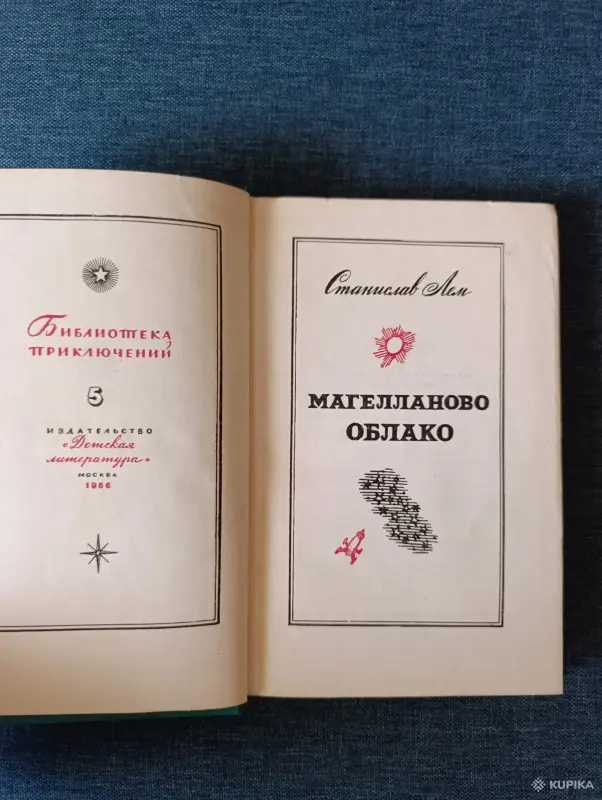 Библиотека
приключений
5
ИЗДАТЕЛЬСТВО
«Детская
литература»
МОСКВА
1966
Станислав Лем
МАГЕЛЛАНОВО
ОБЛАКО
KUPIKA